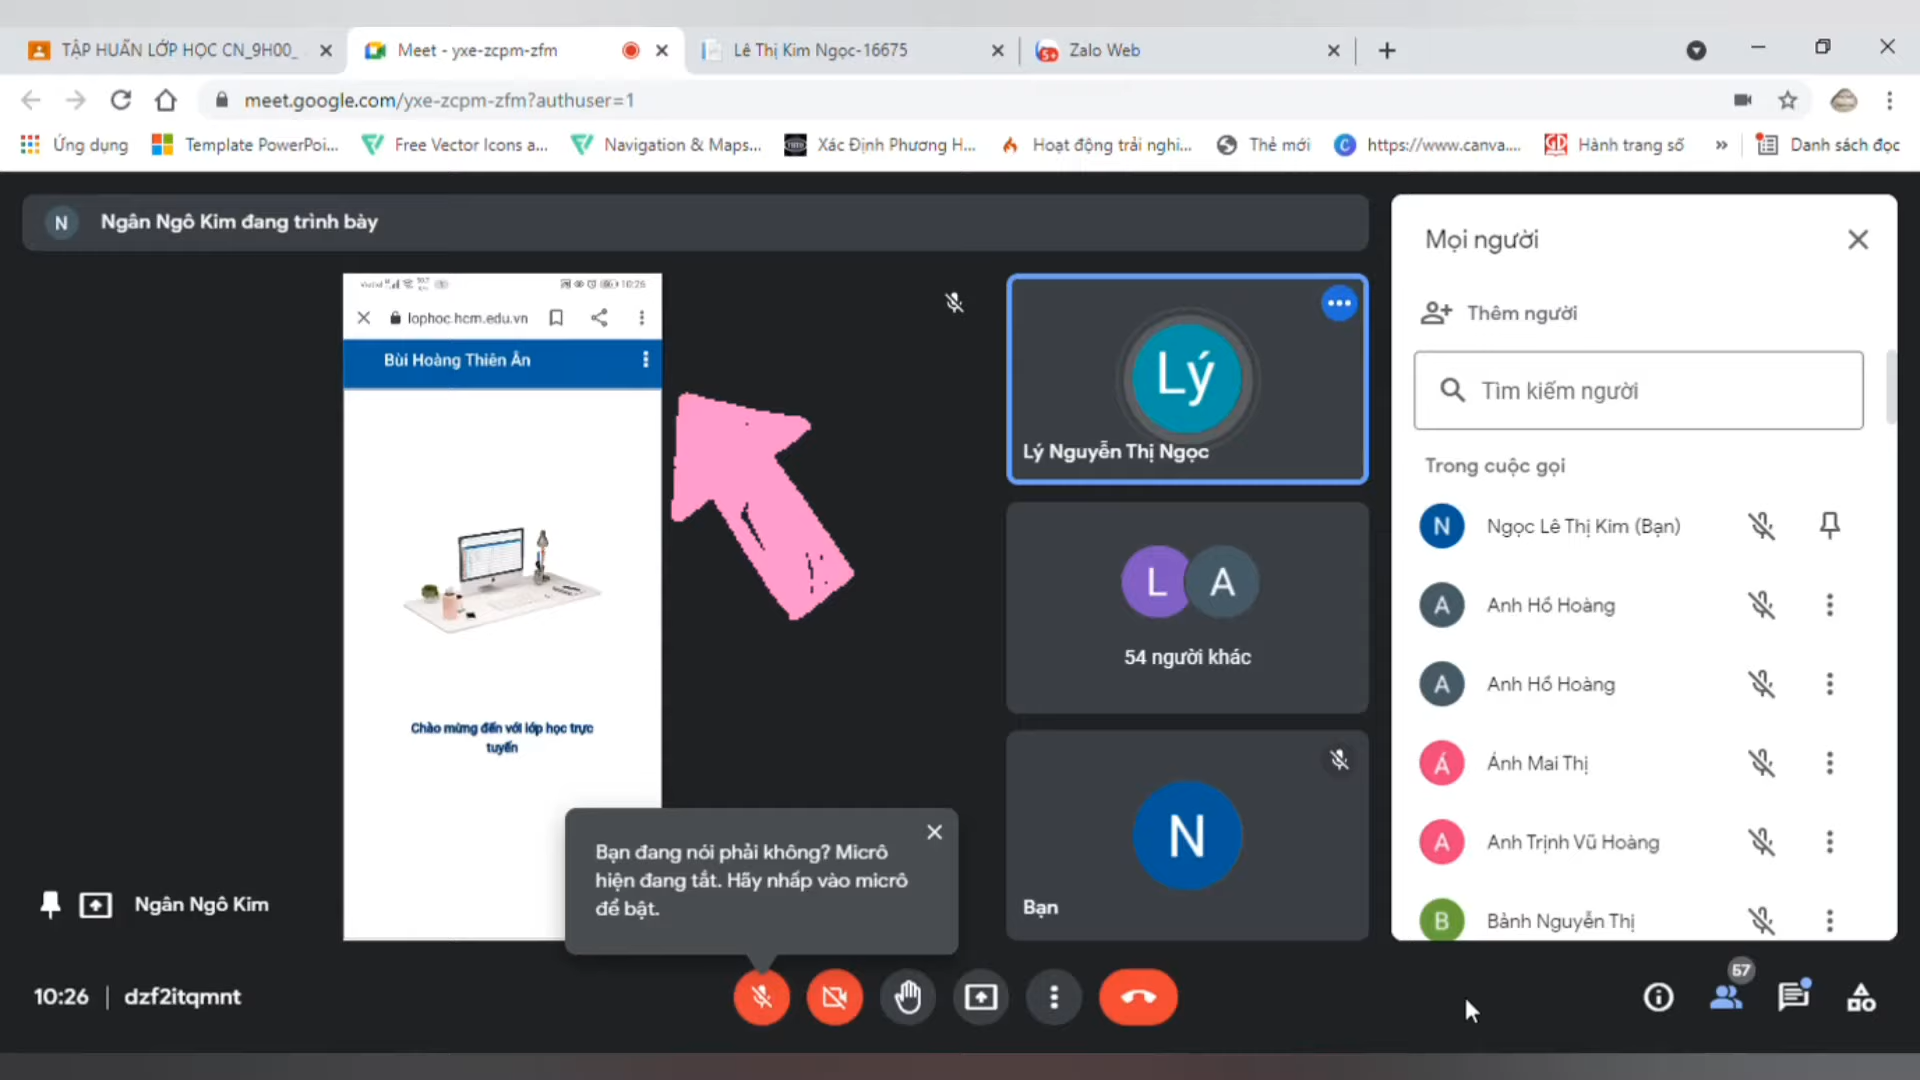 TẬP HUẤN LỚP HỌC CN_9H00_
Meet - yxe-zcpm-zfm
Lê Thị Kim Ngọc-16675
Zalo Web
meet.google.com/yxe-zcpm-zfm?authuser=1
Ứng dụng
Template PowerPoi...
Free Vector Icons a...
Navigation & Maps...
Xác Định Phương H...
Hoạt động trải nghi...
Thẻ mới
https://www.canva....
Hành trang số
»
Danh sách đọc
N
Ngân Ngô Kim đang trình bày
10:26
lophoc.hcm.edu.vn
Bùi Hoàng Thiên Ân
Chào mừng đến với lớp học trực
tuyến
Ngân Ngô Kim
Bạn đang nói phải không? Micrô
hiện đang tắt. Hãy nhấp vào micrô
để bật.
Lý
Lý Nguyễn Thị Ngọc
L A
54 người khác
N
Bạn
Mọi người
Thêm người
Tìm kiếm người
Trong cuộc gọi
N Ngọc Lê Thị Kim (Bạn)
A Anh Hồ Hoàng
A Anh Hồ Hoàng
Á Ánh Mai Thị
A Anh Trịnh Vũ Hoàng
B Bảnh Nguyễn Thị
10:26 | dzf2itqmnt
57